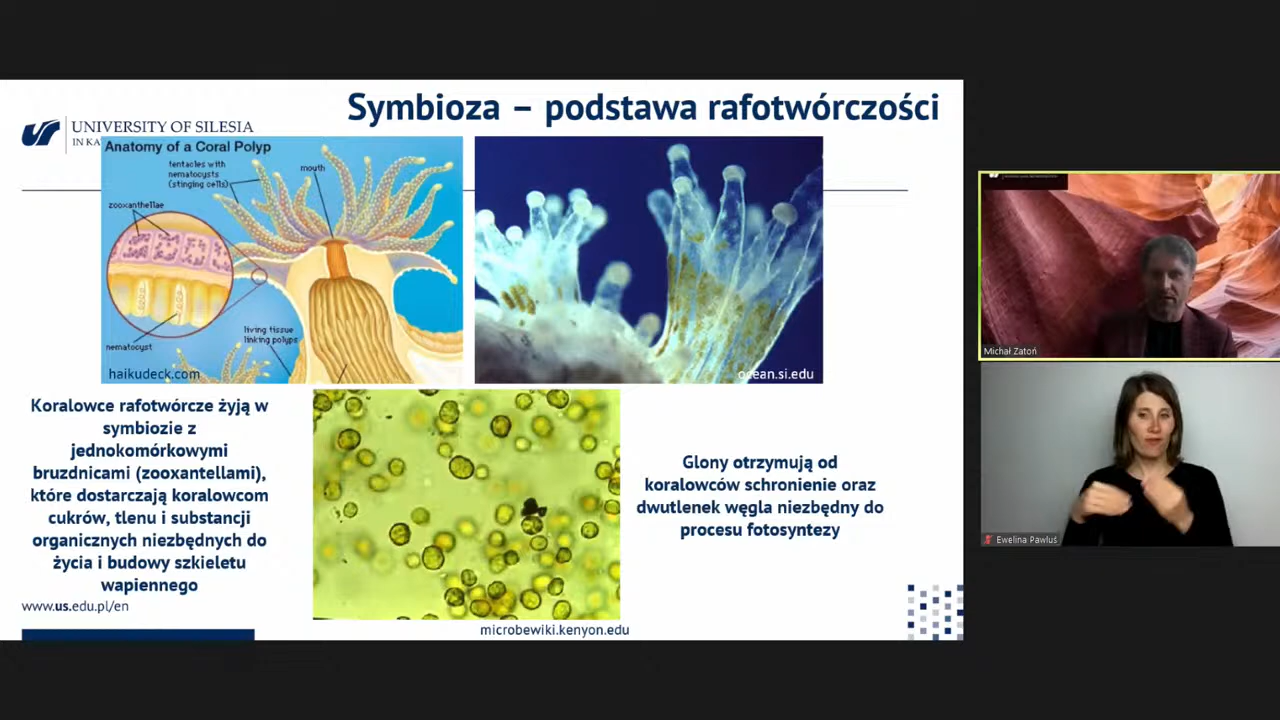 Symbioza – podstawa rafotwórczości
UNIVERSITY OF SILESIA
IN KA
Anatomy of a Coral Polyp
tentacles with
nematocysts
(stinging cells)
mouth
zooxanthellae
nematocyst
living tissue
linking polyps
haikudeck.com
ocean.si.edu
Koralowce rafotwórcze żyją w
symbiozie z
jednokomórkowymi
bruzdnicami (zooxantellami),
które dostarczają koralowcom
cukrów, tlenu i substancji
organicznych niezbędnych do
życia i budowy szkieletu
wapiennego
www.us.edu.pl/en
microbewiki.kenyon.edu
Glony otrzymują od
koralowców schronienie oraz
dwutlenek węgla niezbędny do
procesu fotosyntezy
Michał Zatoń
Ewelina Pawluś